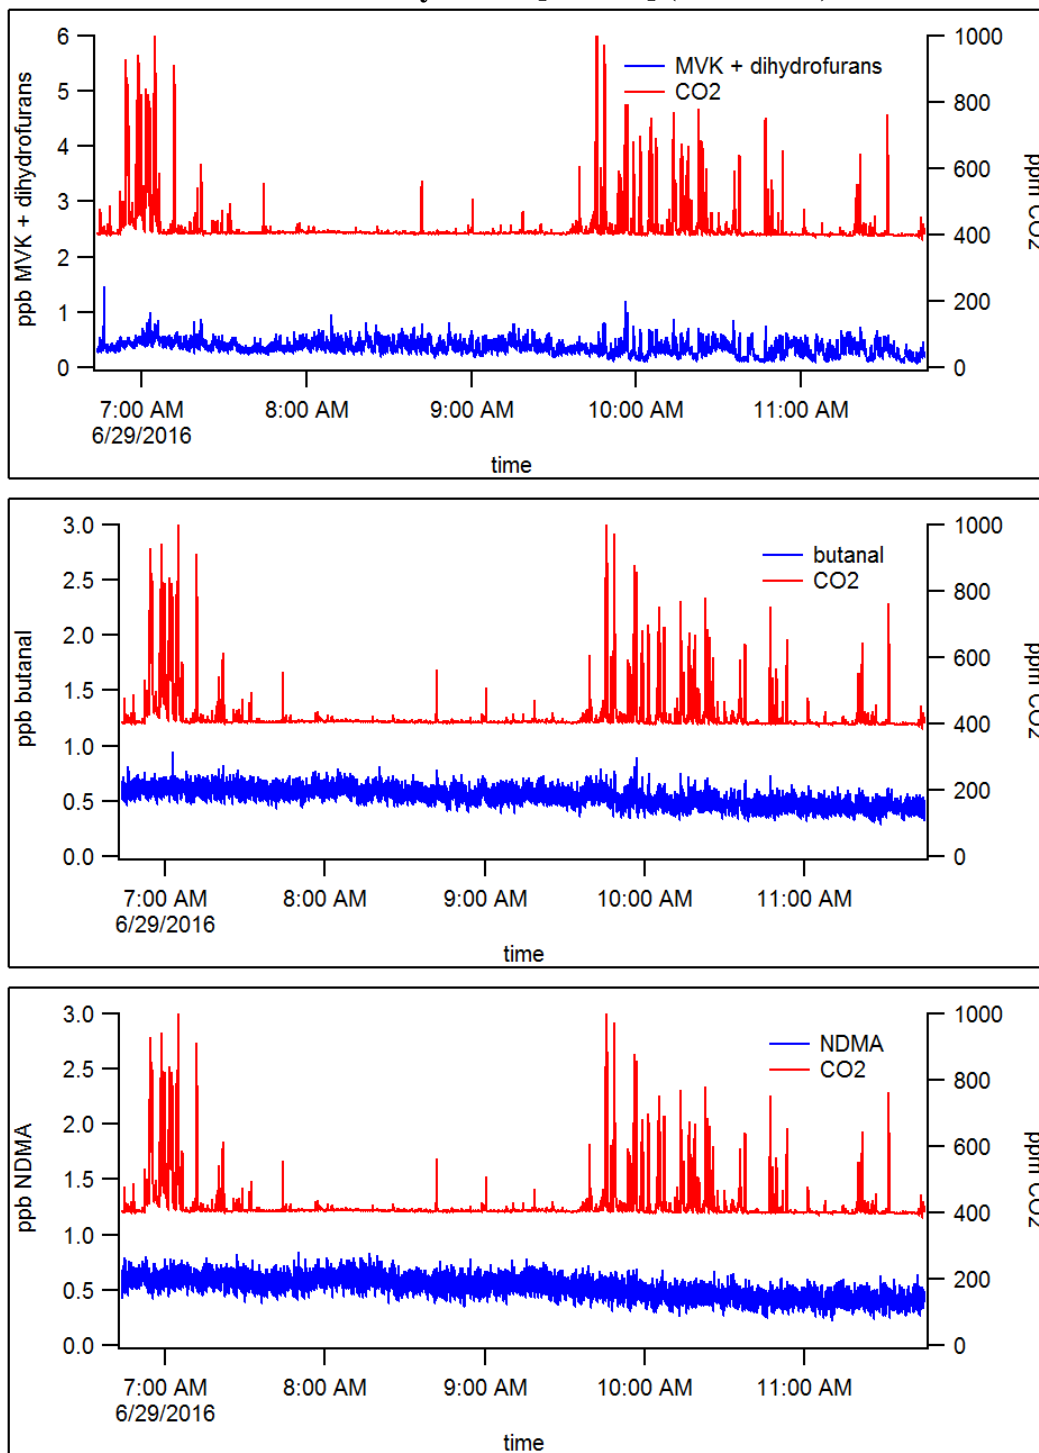 6
5
4
3
2
1
0
ppb MVK + dihydrofurans
MVK + dihydrofurans
CO2
1000
800
600
400
200
0
ppm CO2
7:00 AM
6/29/2016
8:00 AM
9:00 AM
10:00 AM
11:00 AM
time
3.0
2.5
2.0
1.5
1.0
0.5
0.0
ppb butanal
butanal
CO2
1000
800
600
400
200
0
ppm CO2
7:00 AM
6/29/2016
8:00 AM
9:00 AM
10:00 AM
11:00 AM
time
3.0
2.5
2.0
1.5
1.0
0.5
0.0
ppb NDMA
NDMA
CO2
1000
800
600
400
200
0
ppm CO2
7:00 AM
6/29/2016
8:00 AM
9:00 AM
10:00 AM
11:00 AM
time